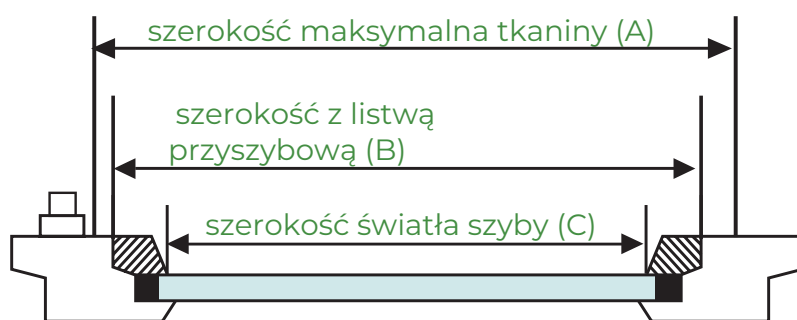 szerokość maksymalna tkaniny (A)
szerokość z listwą
przyszybową (B)
szerokość światła szyby (C)